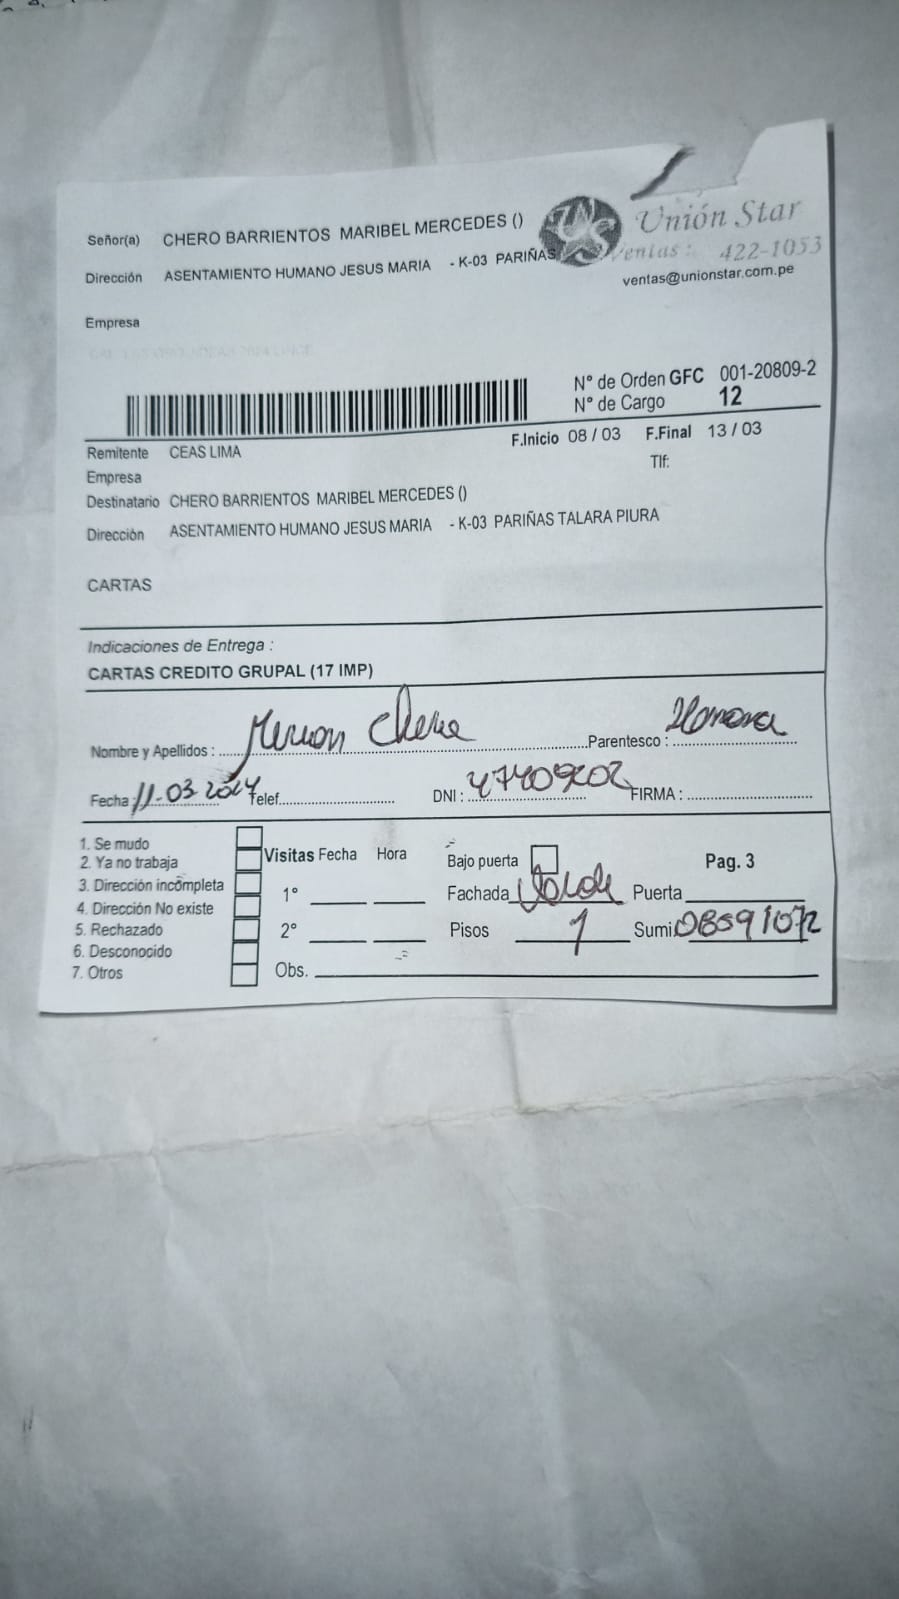 Señor(a) CHERO BARRIENTOS MARIBEL MERCEDES ()
Unión Star
Dirección ASENTAMIENTO HUMANO JESUS MARIA - K-03 PARIÑAS
Ventas: 422-1053
ventas@unionstar.com.pe
Empresa
N° de Orden GFC 001-20809-2
N° de Cargo 12
F.Inicio 08 / 03 F.Final 13 / 03
Remitente CEAS LIMA
Tlf:
Empresa
Destinatario CHERO BARRIENTOS MARIBEL MERCEDES ()
Dirección ASENTAMIENTO HUMANO JESUS MARIA - K-03 PARIÑAS TALARA PIURA
CARTAS
Indicaciones de Entrega :
CARTAS CREDITO GRUPAL (17 IMP)
Nombre y Apellidos : Chero Parentesco :
Fecha 11-03-2024 Telef. DNI : 47409202 FIRMA :
1. Se mudo
2. Ya no trabaja
3. Dirección incompleta
4. Dirección No existe
5. Rechazado
6. Desconocido
7. Otros
Visitas Fecha Hora
1°
2°
Obs.
Bajo puerta Pag. 3
Fachada Verde Puerta
Pisos 1 Sumi. OB591072